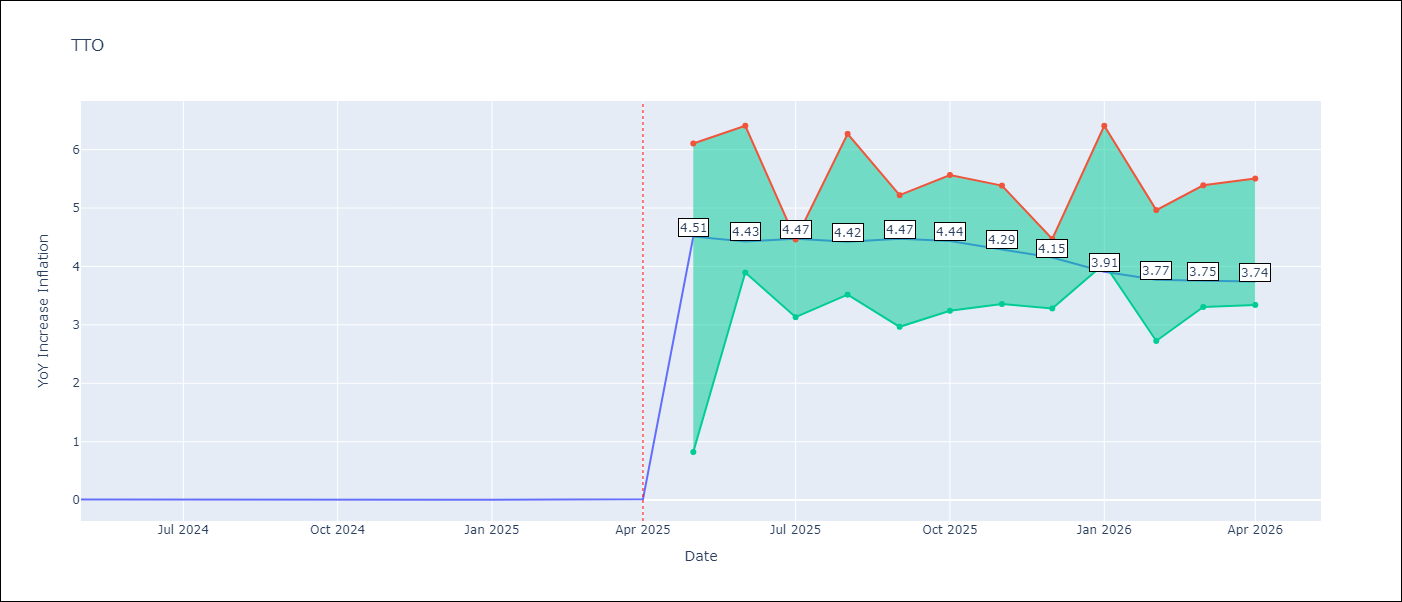 TTO
YoY Increase Inflation
6
5
4
3
2
1
0
4.51
4.43
4.47
4.42
4.47
4.44
4.29
4.15
3.91
3.77
3.75
3.74
Jul 2024
Oct 2024
Jan 2025
Apr 2025
Jul 2025
Oct 2025
Jan 2026
Apr 2026
Date